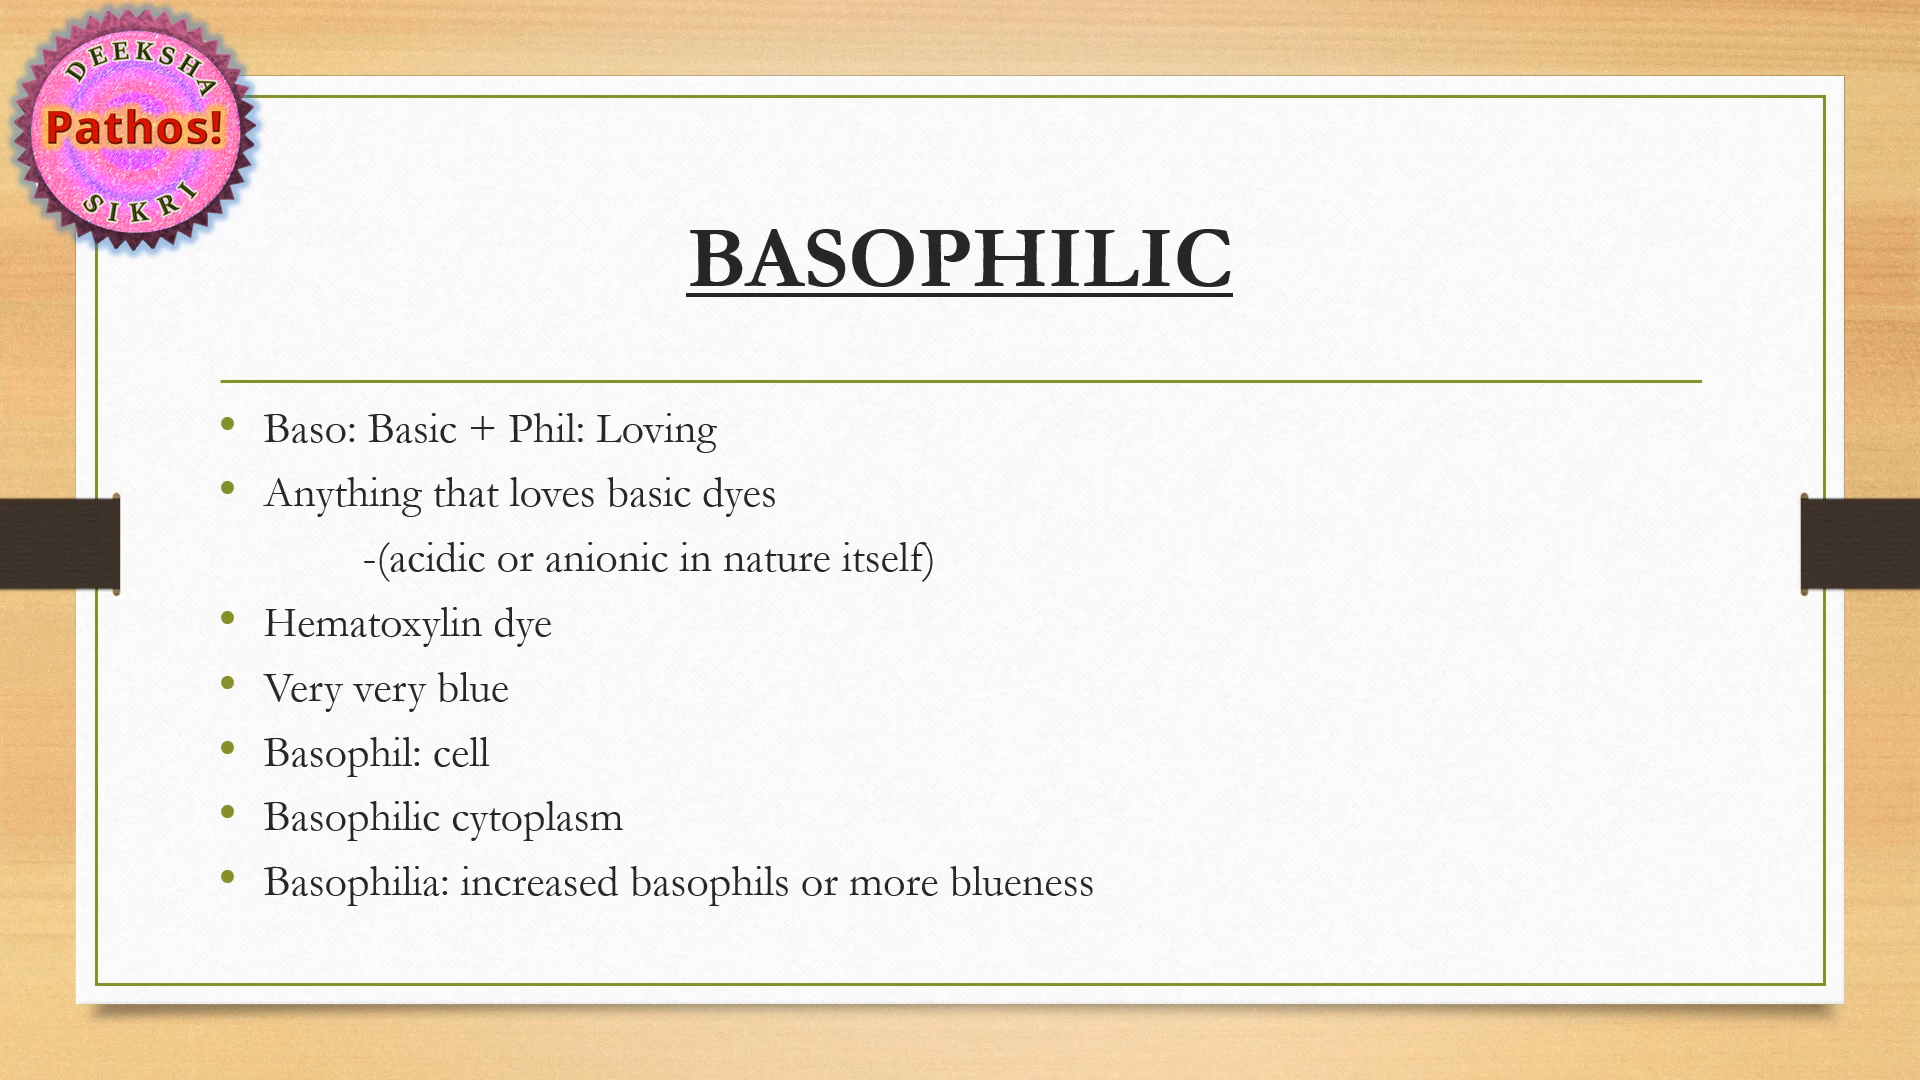 DEEKSHA
Pathos!
SIKRI
BASOPHILIC
• Baso: Basic + Phil: Loving
• Anything that loves basic dyes
-(acidic or anionic in nature itself)
• Hematoxylin dye
• Very very blue
• Basophil: cell
• Basophilic cytoplasm
• Basophilia: increased basophils or more blueness